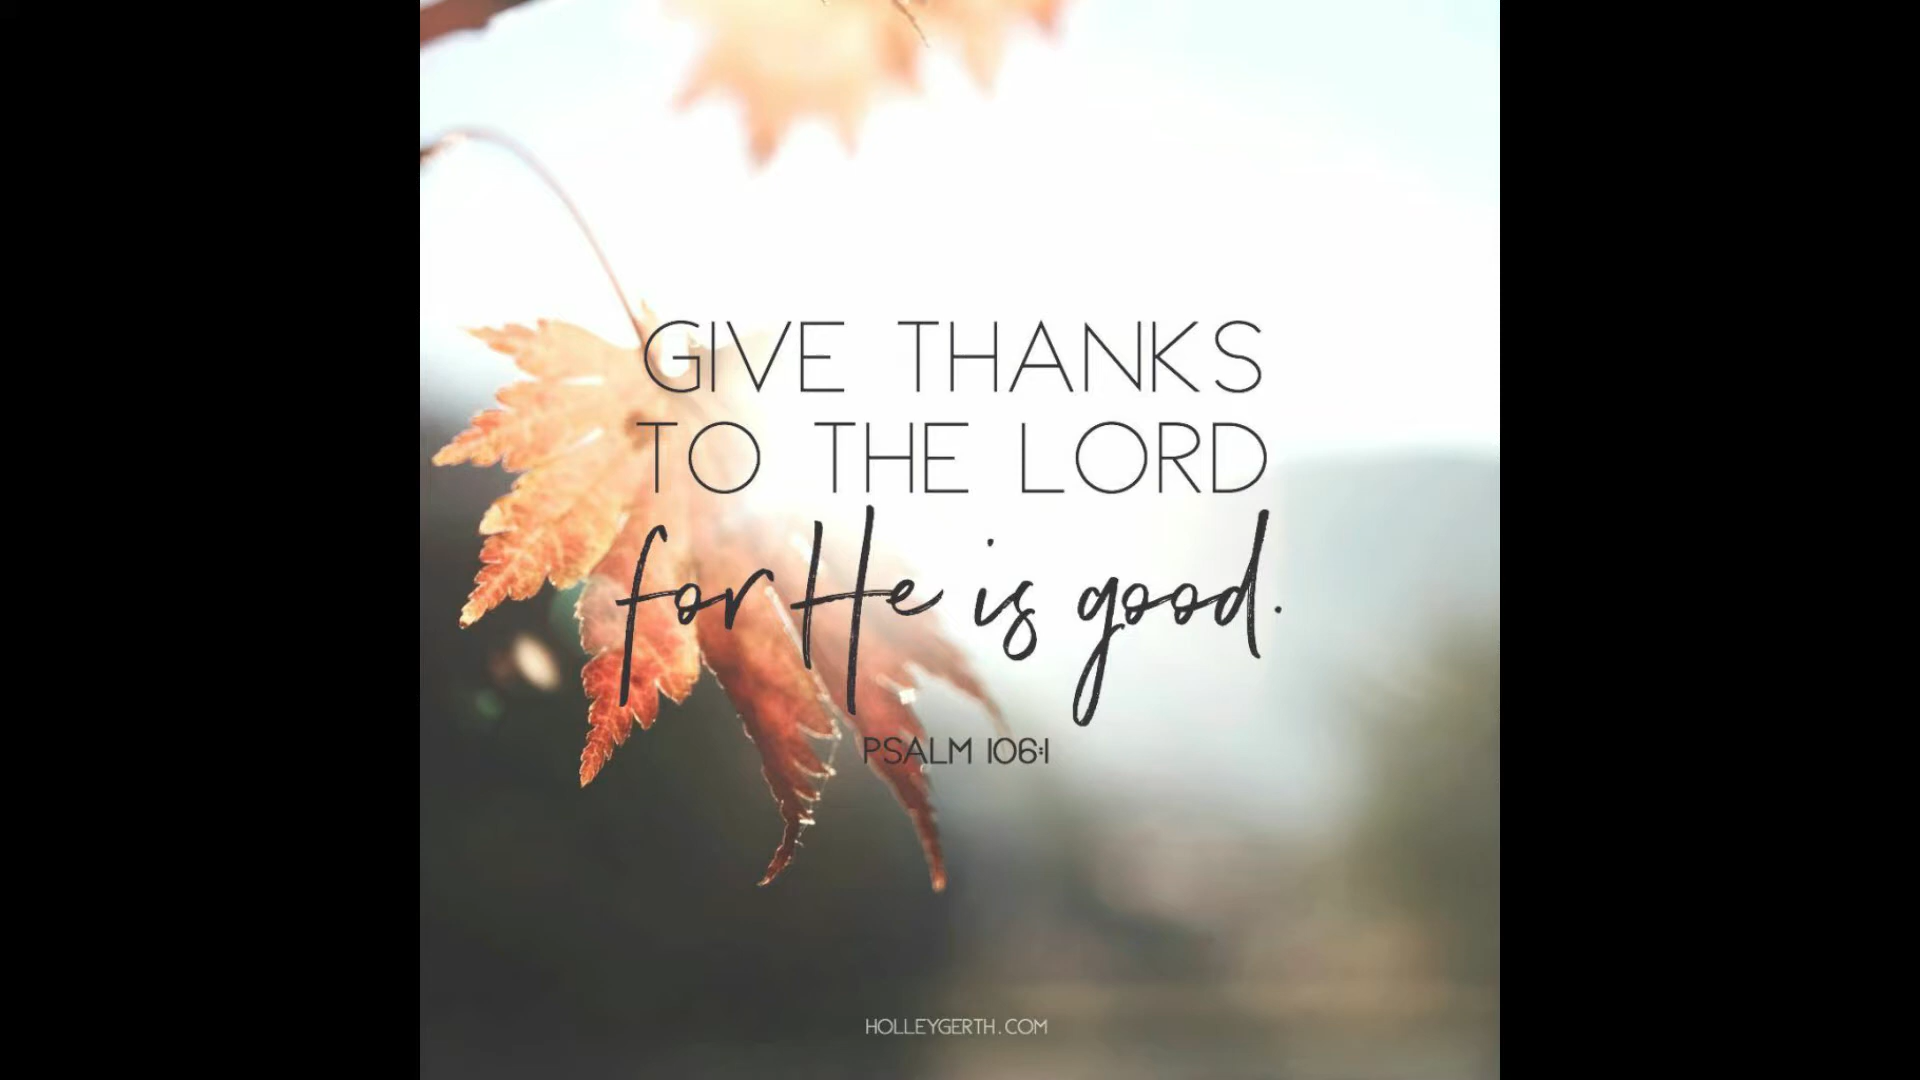 GIVE THANKS
TO THE LORD
for He is good.
PSALM 106:1
HOLLEYGERTH.COM